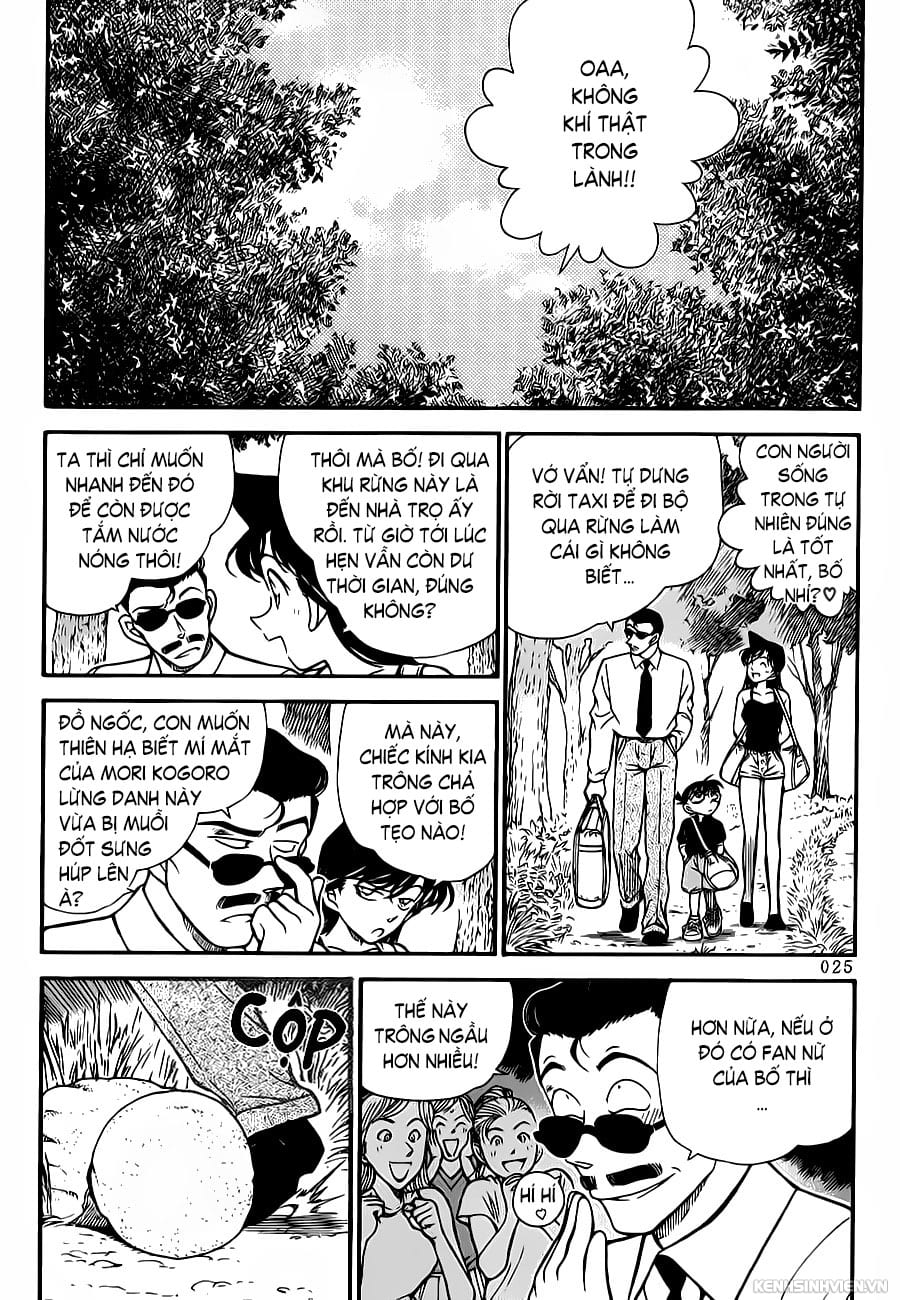 OAA,
KHÔNG
KHÍ THẬT
TRONG
LÀNH!!
CON NGƯỜI
SỐNG
TRONG TỰ
NHIÊN ĐÚNG
LÀ TỐT
NHẤT, BỐ
NHỈ?♡
VỚ VẨN! TỰ DƯNG
RỜI TAXI ĐỂ ĐI BỘ
QUA RỪNG LÀM
CÁI GÌ KHÔNG
BIẾT...
THÔI MÀ BỐ! ĐI QUA
KHU RỪNG NÀY LÀ
ĐẾN NHÀ TRỌ ẤY
RỒI. TỪ GIỜ TỚI LÚC
HẸN VẪN CÒN DƯ
THỜI GIAN, ĐÚNG
KHÔNG?
TA THÌ CHỈ MUỐN
NHANH ĐẾN ĐÓ
ĐỂ CÒN ĐƯỢC
TẮM NƯỚC
NÓNG THÔI!
MÀ NÀY,
CHIẾC KÍNH KIA
TRÔNG CHẢ
HỢP VỚI BỐ
TẸO NÀO!
ĐỒ NGỐC, CON MUỐN
THIÊN HẠ BIẾT MÍ MẮT
CỦA MORI KOGORO
LỪNG DANH NÀY
VỪA BỊ MUỖI
ĐỐT SƯNG
HÚP LÊN
À?
025
HƠN NỮA, NẾU Ở
ĐÓ CÓ FAN NỮ
CỦA BỐ THÌ
...
THẾ NÀY
TRÔNG NGẦU
HƠN NHIỀU!
HÍ HÍ
♡
CỘP
KENHSINHVIEN.VN